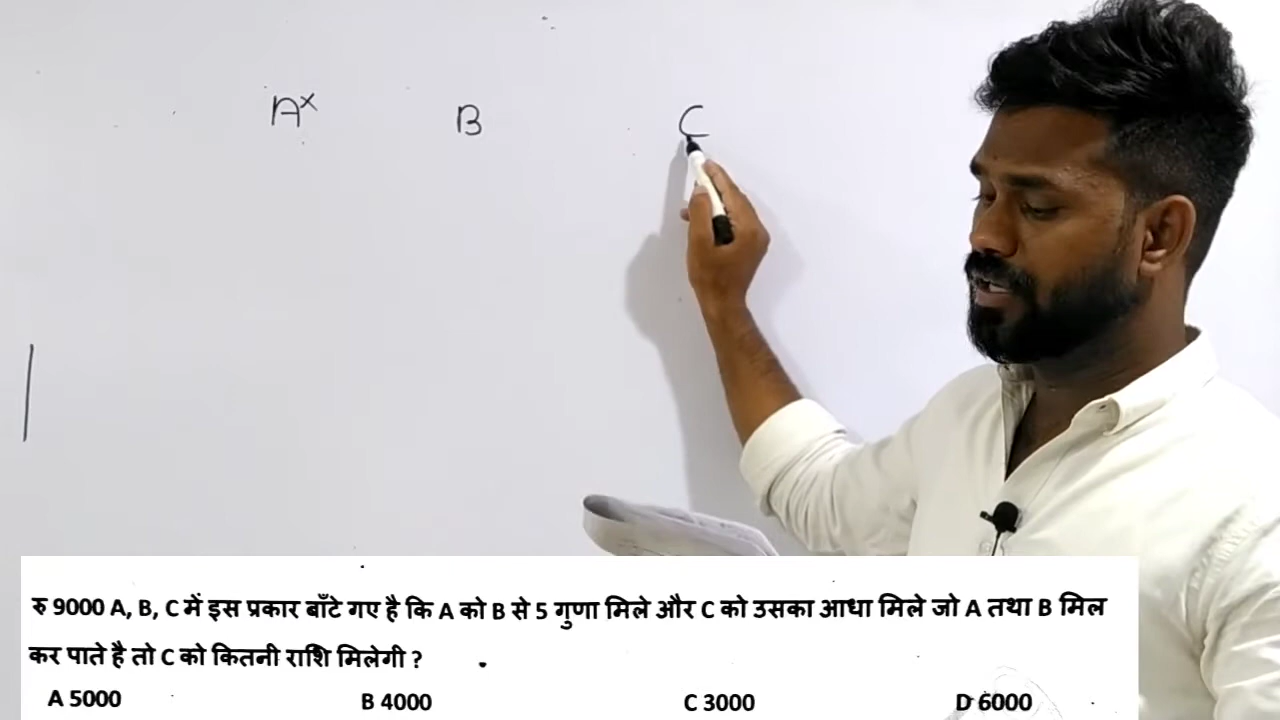 A× B C
रु 9000 A, B, C में इस प्रकार बाँटे गए है कि A को B से 5 गुणा मिले और C को उसका आधा मिले जो A तथा B मिल
कर पाते है तो C को कितनी राशि मिलेगी ?
A 5000 B 4000 C 3000 D 6000